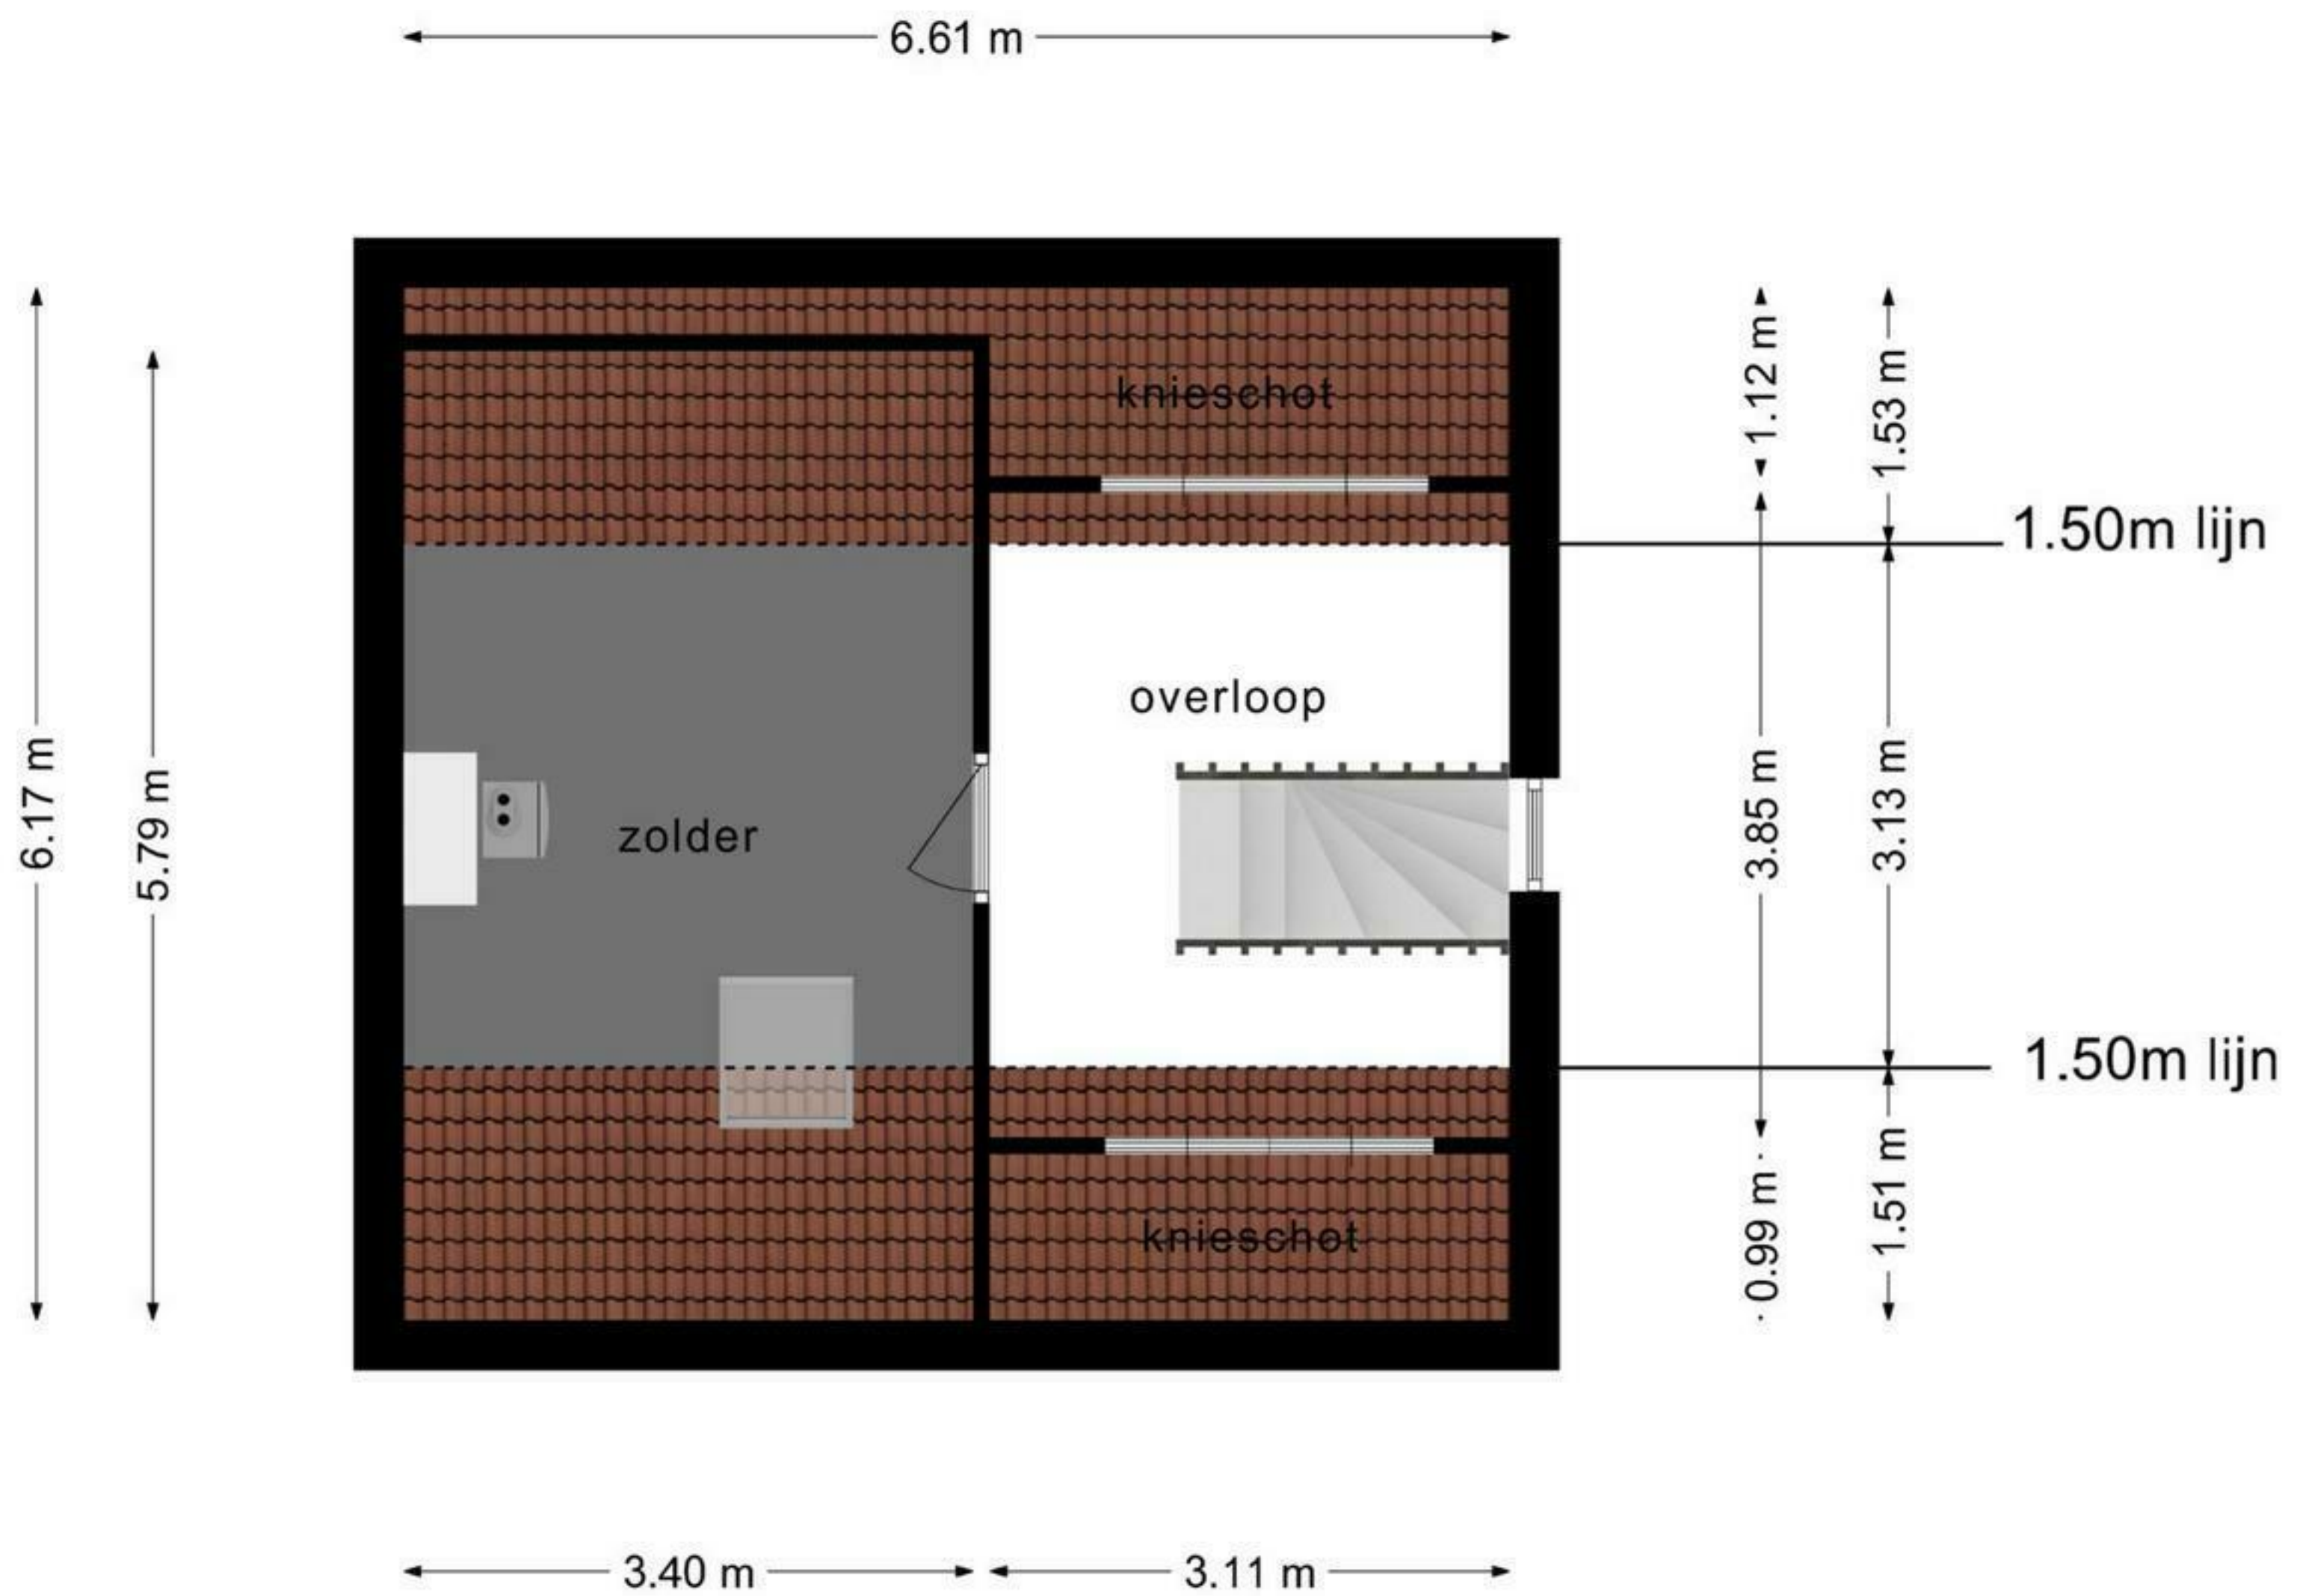 6.61 m
knieschot
1.12 m
1.53 m
1.50m lijn
overloop
6.17 m
5.79 m
zolder
3.85 m
3.13 m
1.50m lijn
knieschot
0.99 m
1.51 m
3.40 m
3.11 m